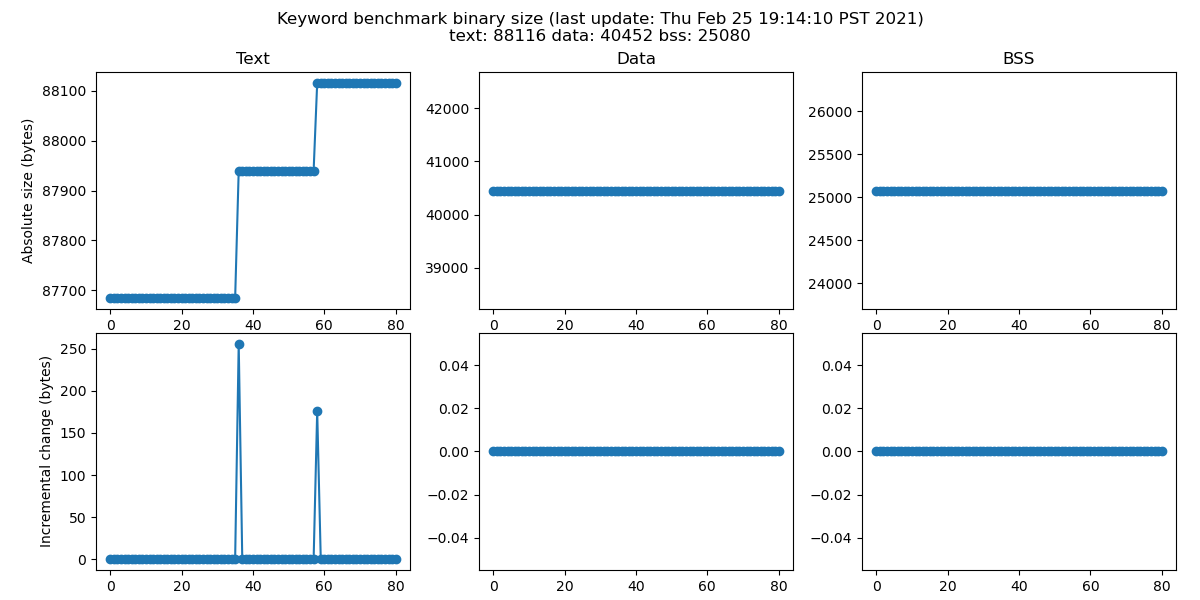 Keyword benchmark binary size (last update: Thu Feb 25 19:14:10 PST 2021)
text: 88116 data: 40452 bss: 25080
Text
Absolute size (bytes)
88100
88000
87900
87800
87700
0 20 40 60 80
Data
42000
41000
40000
39000
0 20 40 60 80
BSS
26000
25500
25000
24500
24000
0 20 40 60 80
Incremental change (bytes)
250
200
150
100
50
0
0 20 40 60 80
0.04
0.02
0.00
−0.02
−0.04
0 20 40 60 80
0.04
0.02
0.00
−0.02
−0.04
0 20 40 60 80